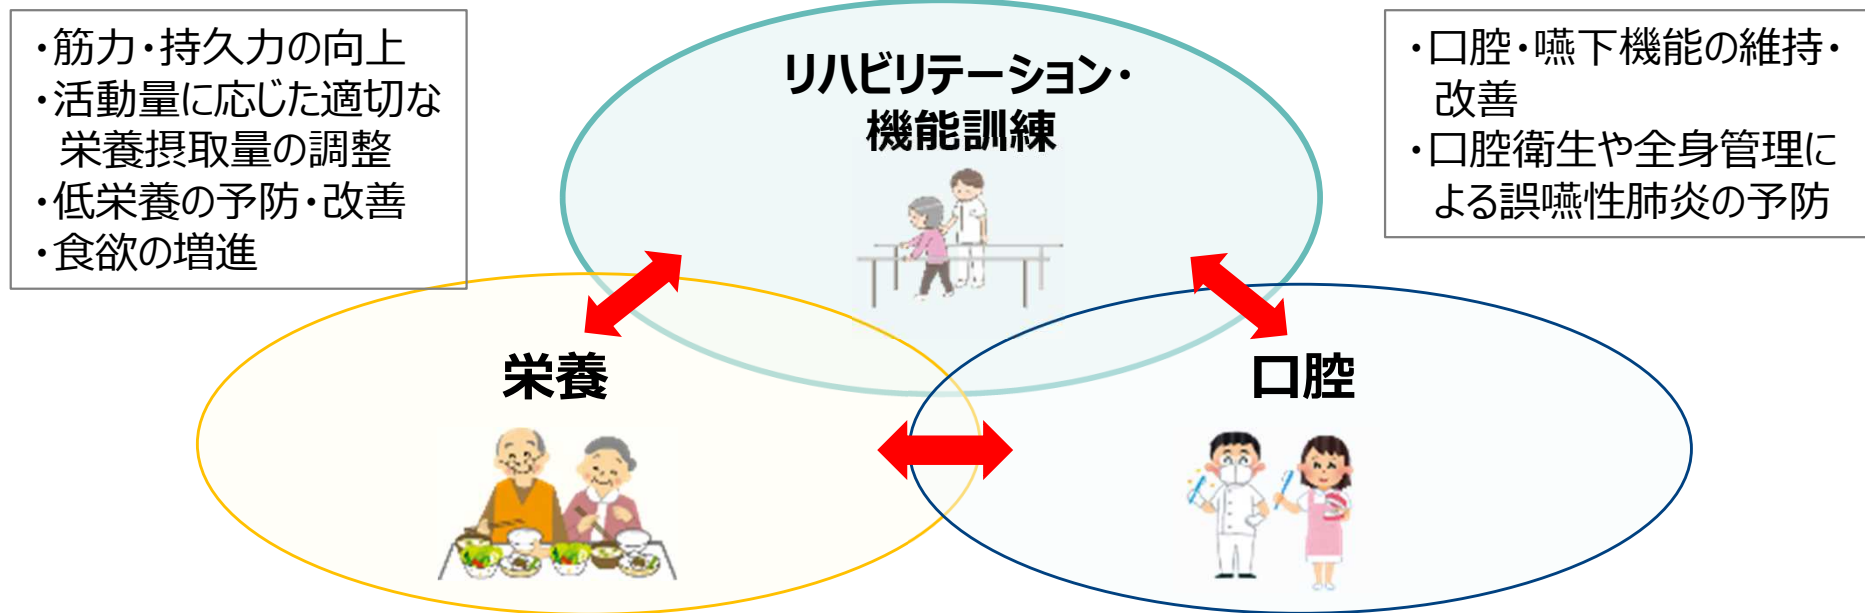 ・筋力・持久力の向上
・活動量に応じた適切な
栄養摂取量の調整
・低栄養の予防・改善
・食欲の増進
リハビリテーション・
機能訓練
・口腔・嚥下機能の維持・
改善
・口腔衛生や全身管理に
よる誤嚥性肺炎の予防
栄養
口腔